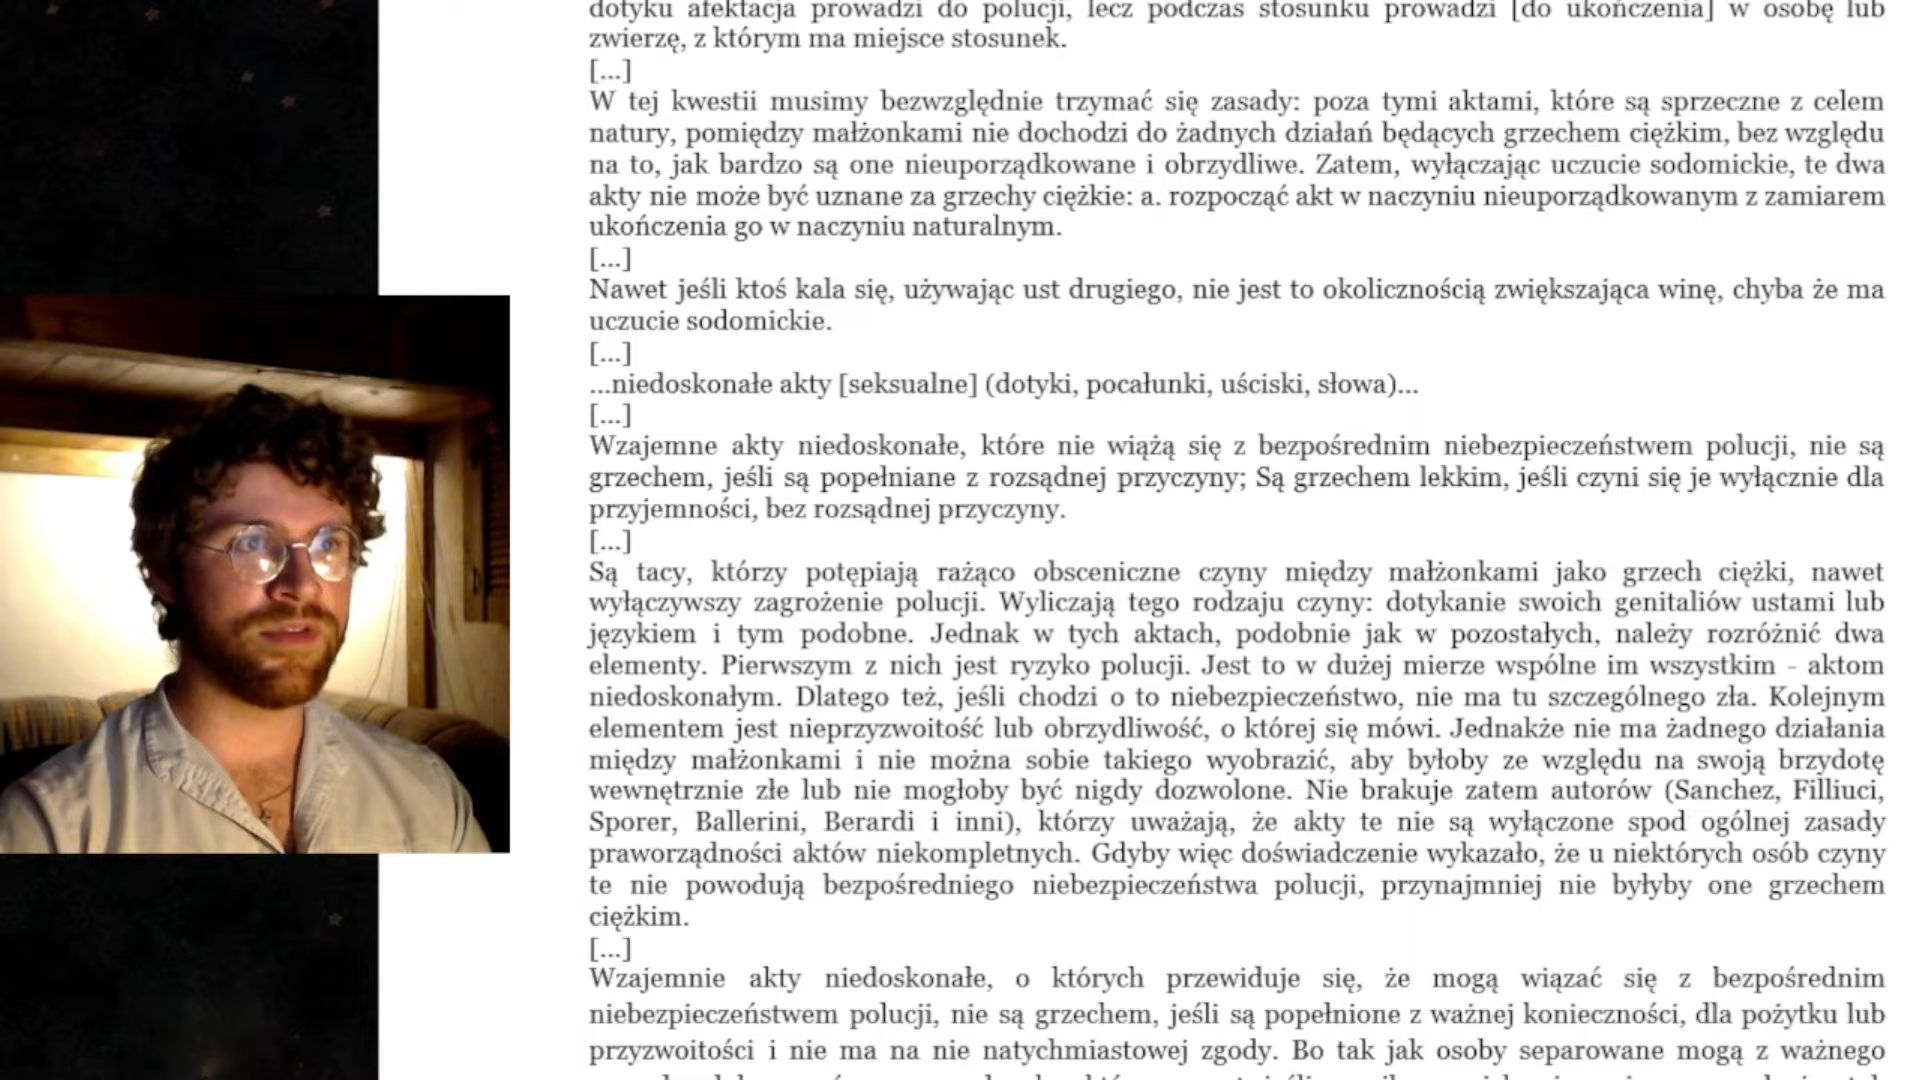 dotyku afektacja prowadzi do polucji, lecz podczas stosunku prowadzi [do ukończenia] w osobę lub
zwierzę, z którym ma miejsce stosunek.
[...]
W tej kwestii musimy bezwzględnie trzymać się zasady: poza tymi aktami, które są sprzeczne z celem
natury, pomiędzy małżonkami nie dochodzi do żadnych działań będących grzechem ciężkim, bez względu
na to, jak bardzo są one nieuporządkowane i obrzydliwe. Zatem, wyłączając uczucie sodomickie, te dwa
akty nie może być uznane za grzechy ciężkie: a. rozpocząć akt w naczyniu nieuporządkowanym z zamiarem
ukończenia go w naczyniu naturalnym.
[...]
Nawet jeśli ktoś kala się, używając ust drugiego, nie jest to okolicznością zwiększająca winę, chyba że ma
uczucie sodomickie.
[...]
...niedoskonałe akty [seksualne] (dotyki, pocałunki, uściski, słowa)...
[...]
Wzajemne akty niedoskonałe, które nie wiążą się z bezpośrednim niebezpieczeństwem polucji, nie są
grzechem, jeśli są popełniane z rozsądnej przyczyny; Są grzechem lekkim, jeśli czyni się je wyłącznie dla
przyjemności, bez rozsądnej przyczyny.
[...]
Są tacy, którzy potępiają rażąco obsceniczne czyny między małżonkami jako grzech ciężki, nawet
wyłączywszy zagrożenie polucji. Wyliczają tego rodzaju czyny: dotykanie swoich genitaliów ustami lub
językiem i tym podobne. Jednak w tych aktach, podobnie jak w pozostałych, należy rozróżnić dwa
elementy. Pierwszym z nich jest ryzyko polucji. Jest to w dużej mierze wspólne im wszystkim - aktom
niedoskonałym. Dlatego też, jeśli chodzi o to niebezpieczeństwo, nie ma tu szczególnego zła. Kolejnym
elementem jest nieprzyzwoitość lub obrzydliwość, o której się mówi. Jednakże nie ma żadnego działania
między małżonkami i nie można sobie takiego wyobrazić, aby byłoby ze względu na swoją brzydotę
wewnętrznie złe lub nie mogłoby być nigdy dozwolone. Nie brakuje zatem autorów (Sanchez, Filliuci,
Sporer, Ballerini, Berardi i inni), którzy uważają, że akty te nie są wyłączone spod ogólnej zasady
praworządności aktów niekompletnych. Gdyby więc doświadczenie wykazało, że u niektórych osób czyny
te nie powodują bezpośredniego niebezpieczeństwa polucji, przynajmniej nie byłyby one grzechem
ciężkim.
[...]
Wzajemnie akty niedoskonałe, o których przewiduje się, że mogą wiązać się z bezpośrednim
niebezpieczeństwem polucji, nie są grzechem, jeśli są popełnione z ważnej konieczności, dla pożytku lub
przyzwoitości i nie ma na nie natychmiastowej zgody. Bo tak jak osoby separowane mogą z ważnego